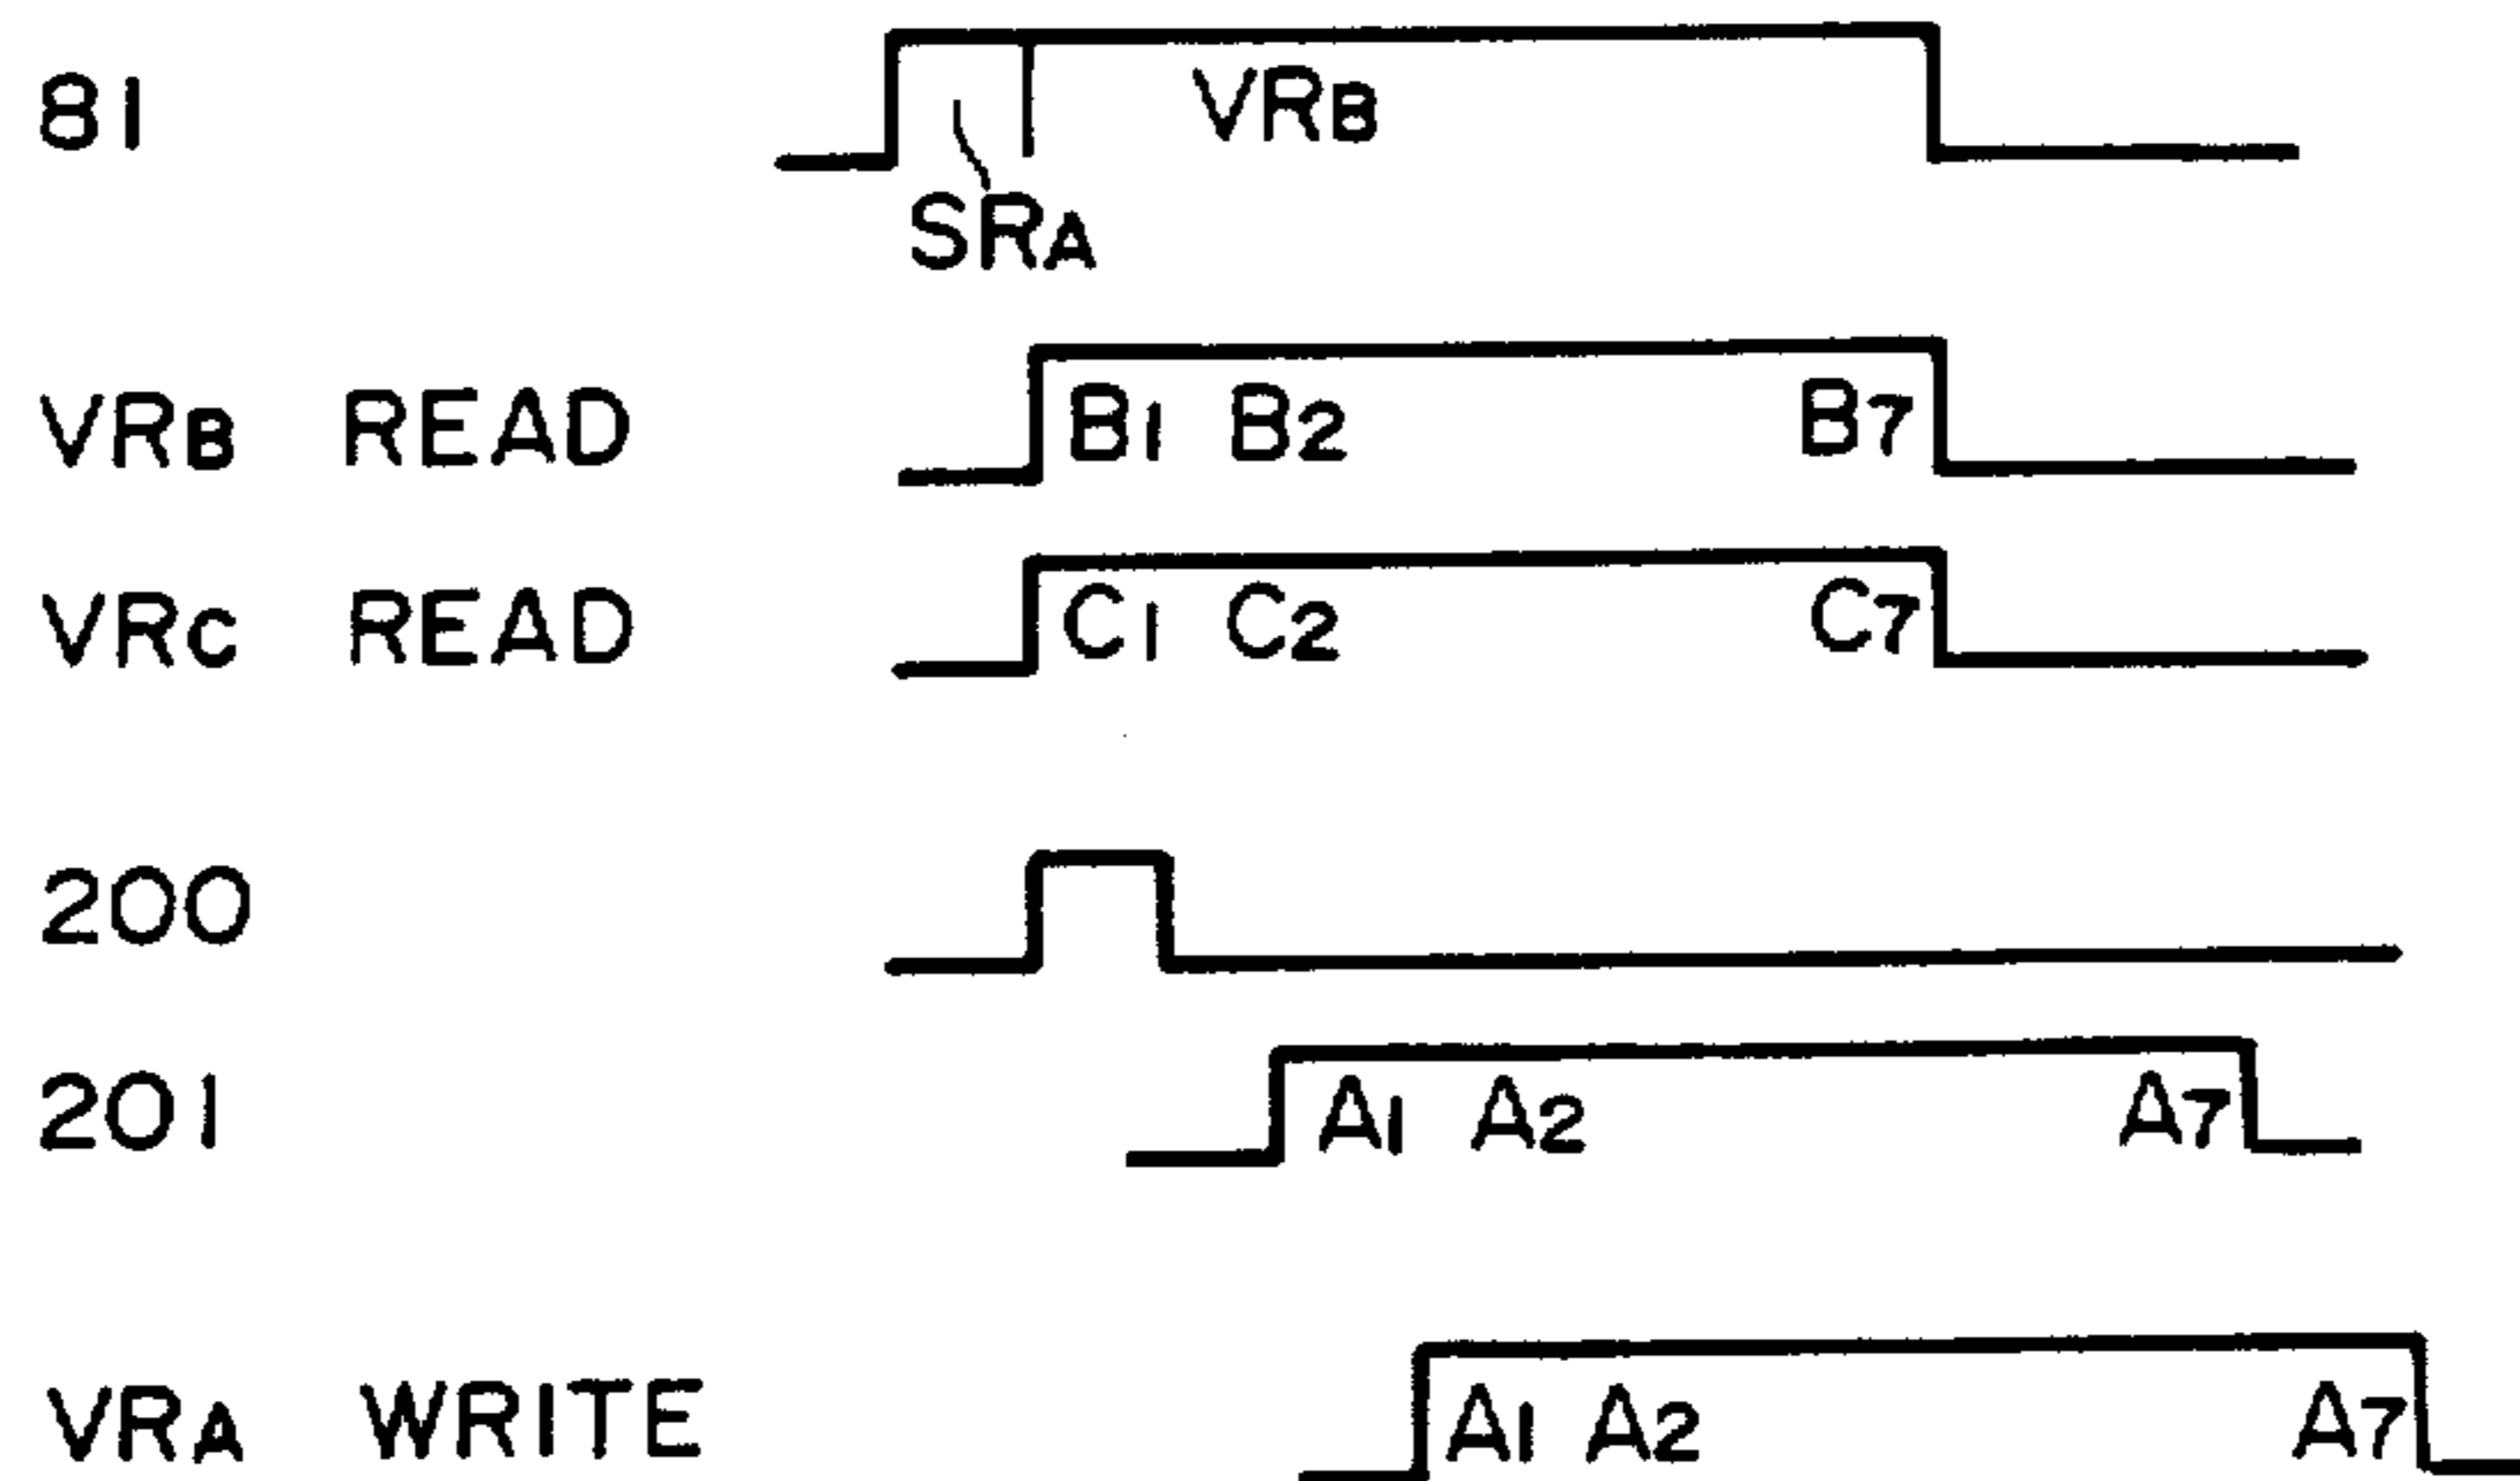 81 VRB
SRA
VRB READ B1 B2 B7
VRC READ C1 C2 C7
200
201 A1 A2 A7
VRA WRITE A1 A2 A7